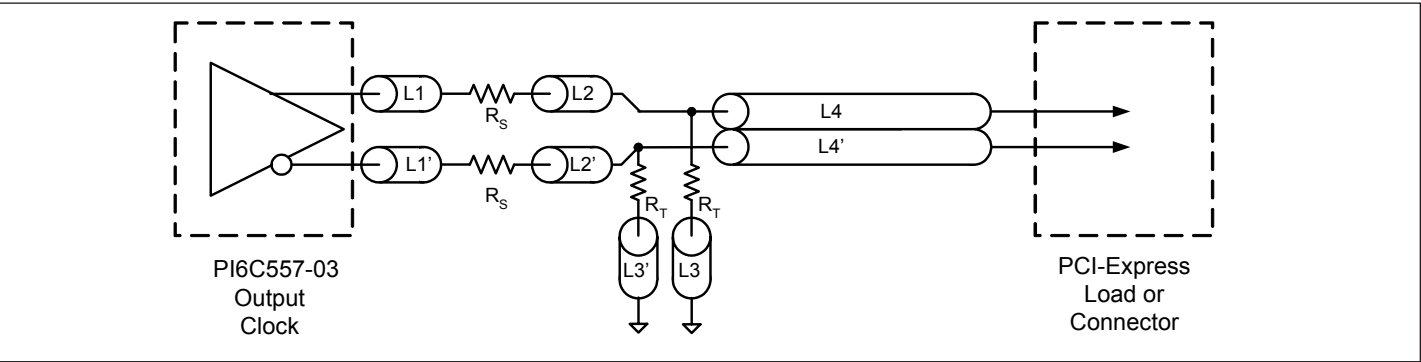 L1
R_S
L2
L4
L1'
R_S
L2'
L4'
R_T
R_T
L3'
L3
PI6C557-03
Output
Clock
PCI-Express
Load or
Connector